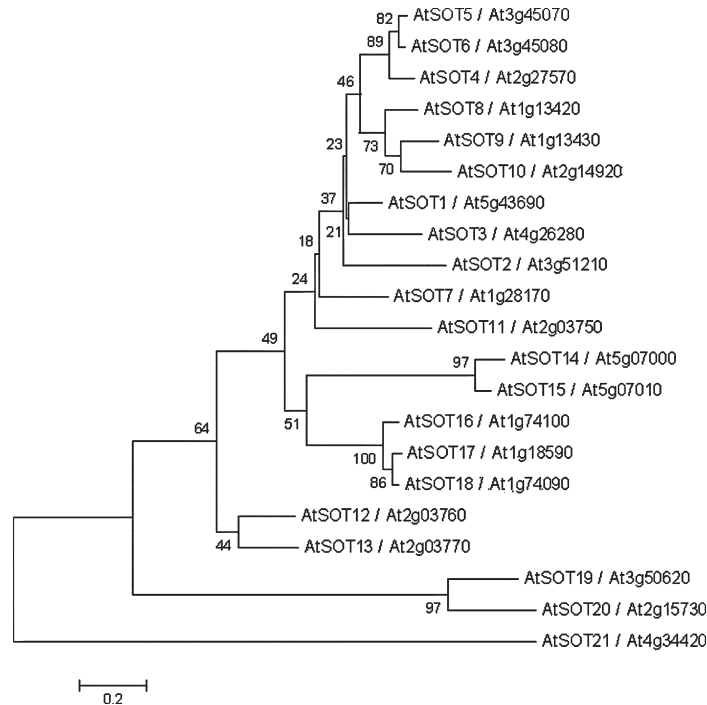 82
AtSOT5 / At3g45070
AtSOT6 / At3g45080
89
AtSOT4 / At2g27570
46
AtSOT8 / At1g13420
73
AtSOT9 / At1g13430
70
AtSOT10 / At2g14920
23
AtSOT1 / At5g43690
37
21
AtSOT3 / At4g26280
18
AtSOT2 / At3g51210
24
AtSOT7 / At1g28170
AtSOT11 / At2g03750
49
97
AtSOT14 / At5g07000
AtSOT15 / At5g07010
51
AtSOT16 / At1g74100
64
100
AtSOT17 / At1g18590
86
AtSOT18 / At1g74090
AtSOT12 / At2g03760
44
AtSOT13 / At2g03770
AtSOT19 / At3g50620
97
AtSOT20 / At2g15730
AtSOT21 / At4g34420
0.2